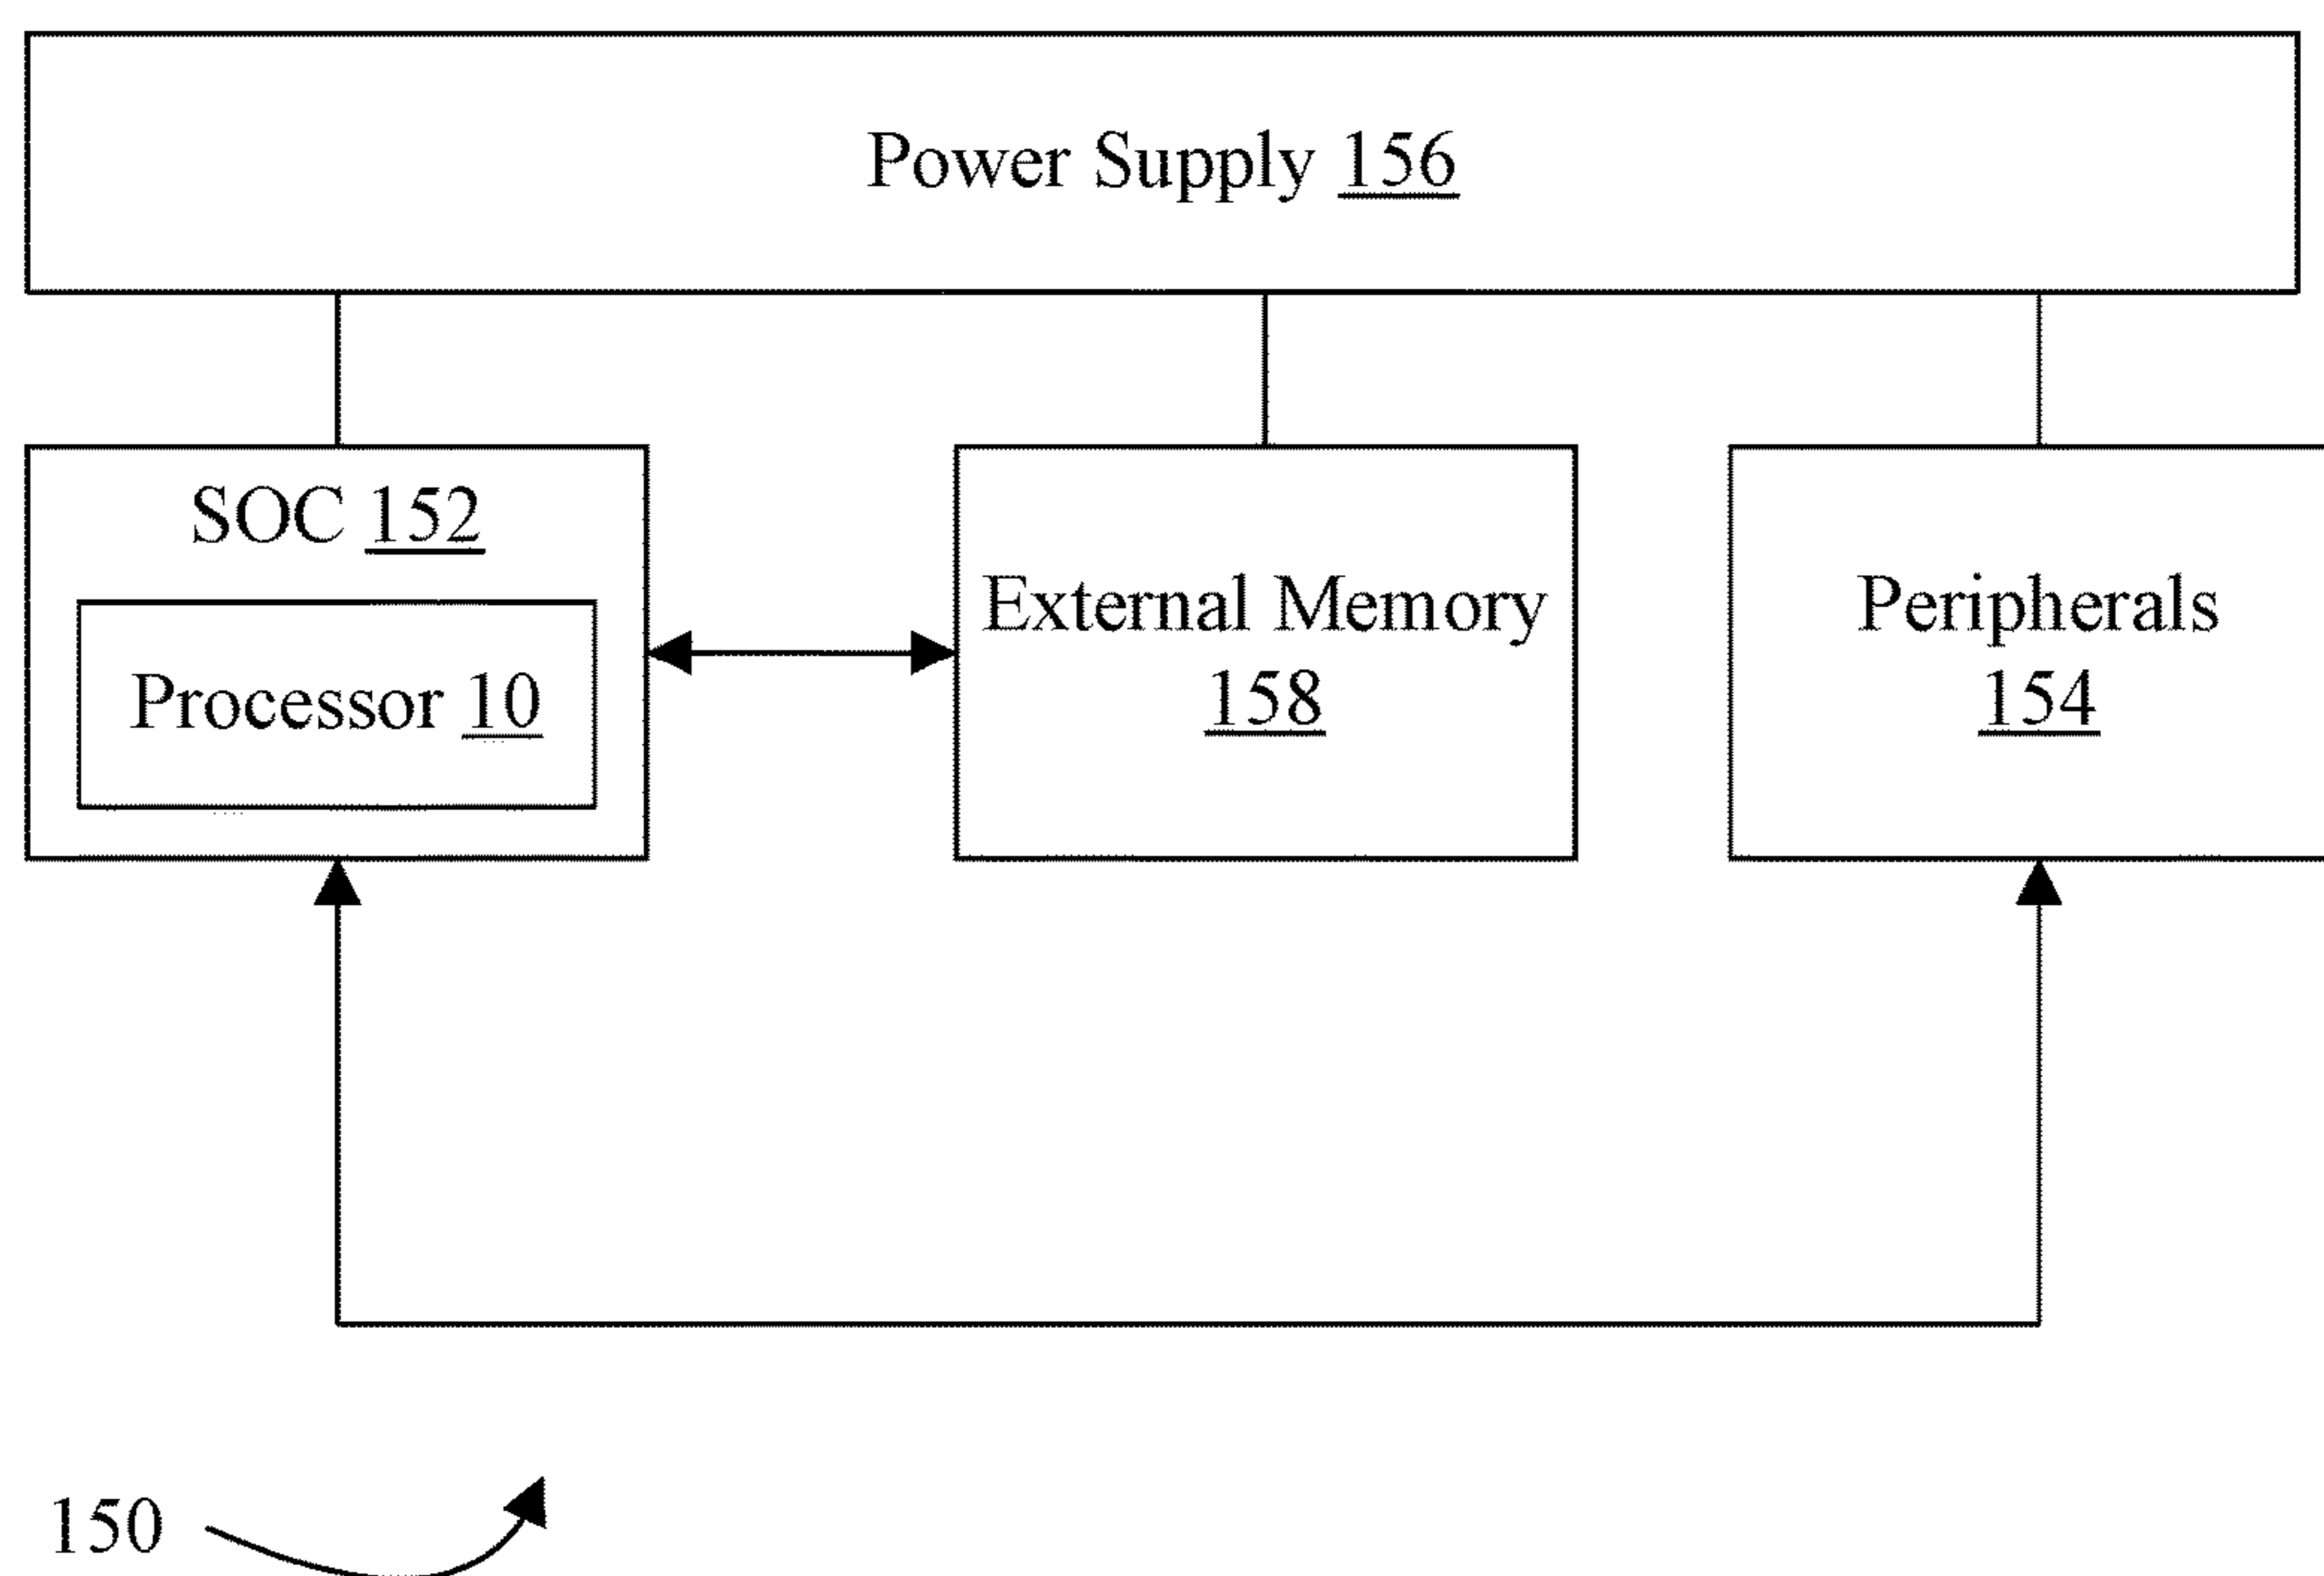 Power Supply 156
SOC 152
Processor 10
External Memory
158
Peripherals
154
150